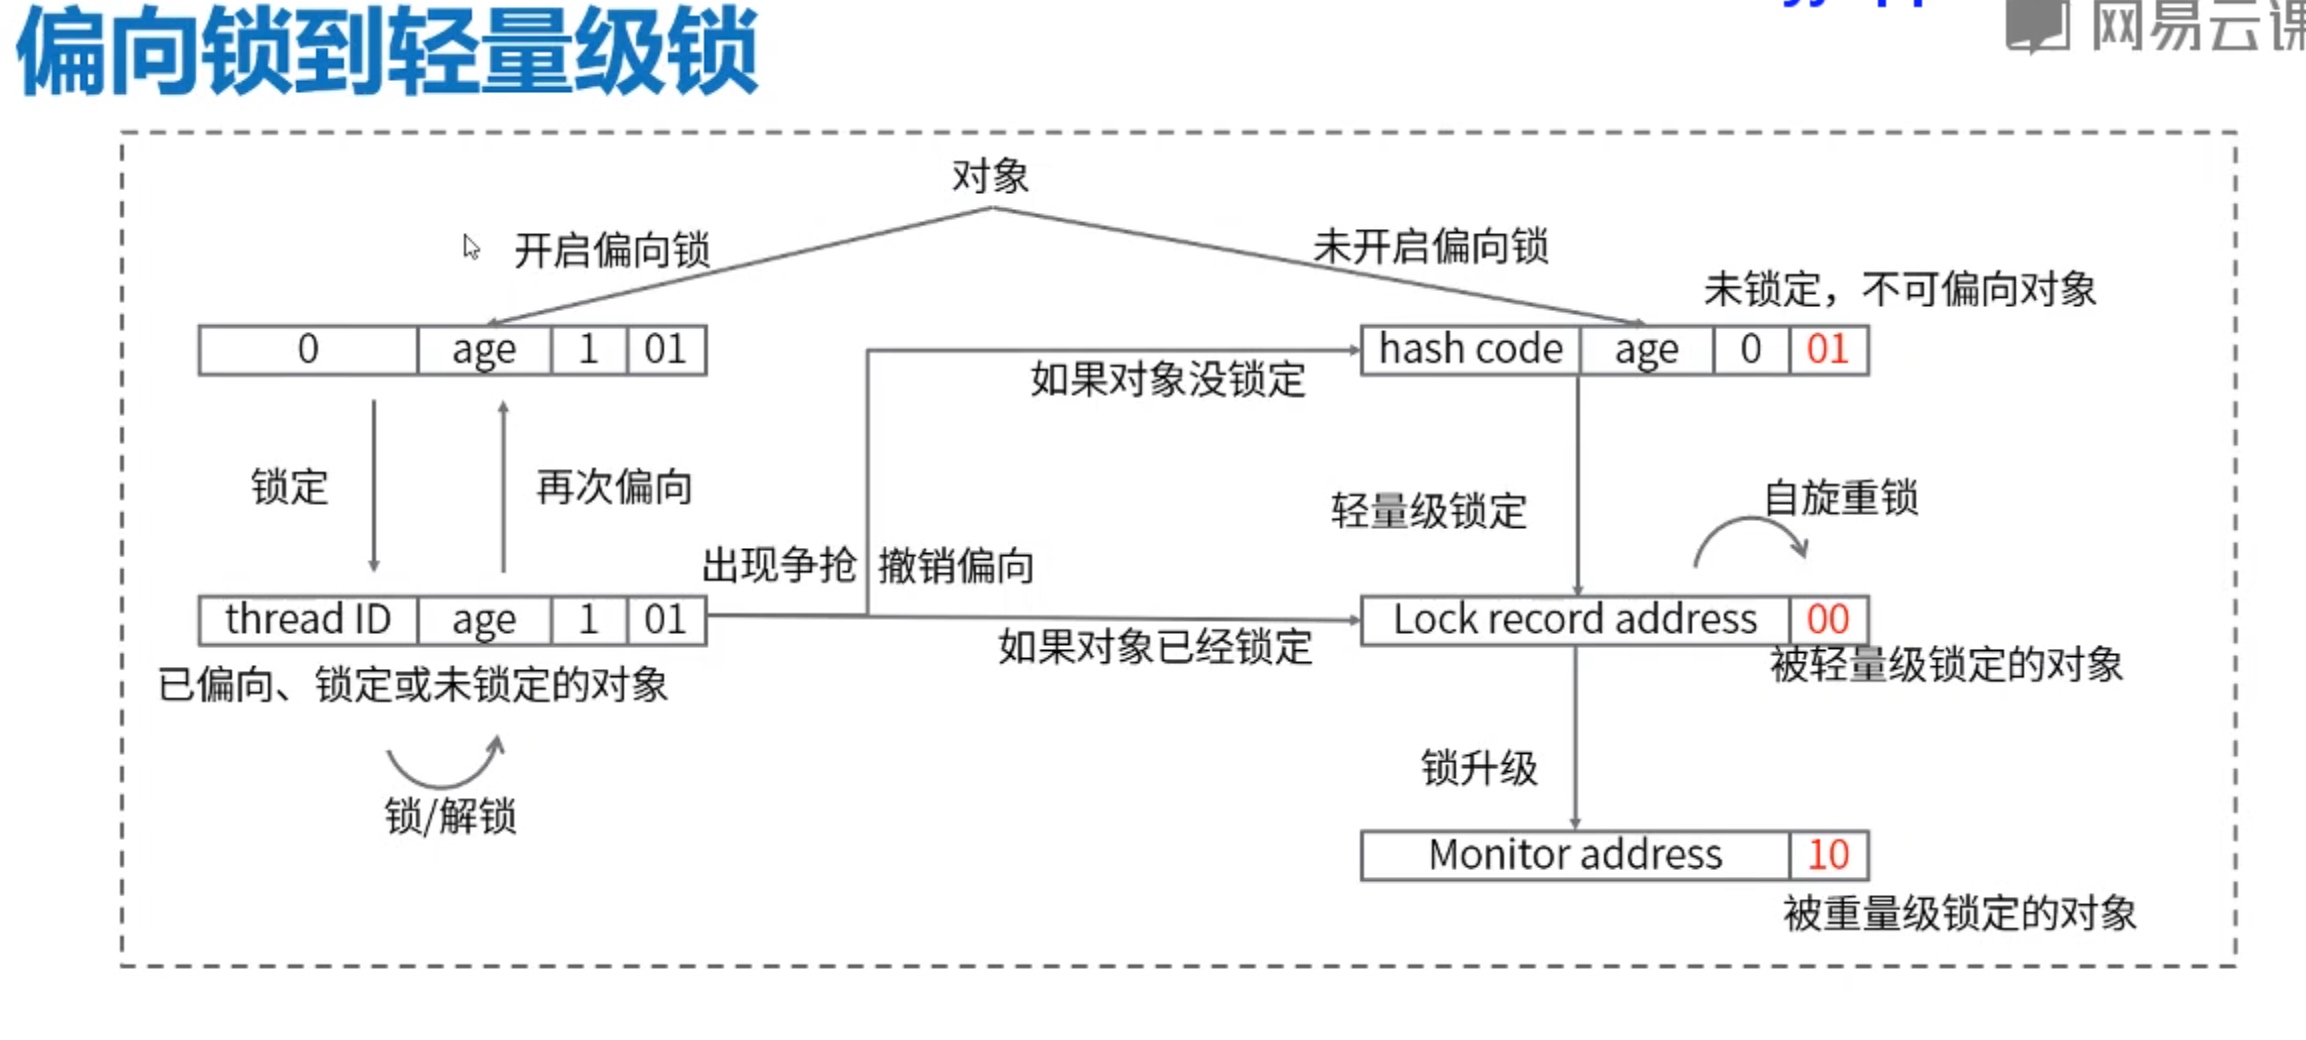 偏向锁到轻量级锁
网易云课
对象
开启偏向锁
未开启偏向锁
未锁定，不可偏向对象
0 age 1 01
hash code age 0 01
如果对象没锁定
锁定
再次偏向
轻量级锁定
自旋重锁
出现争抢 撤销偏向
thread ID age 1 01
Lock record address 00
如果对象已经锁定
被轻量级锁定的对象
已偏向、锁定或未锁定的对象
锁/解锁
锁升级
Monitor address 10
被重量级锁定的对象